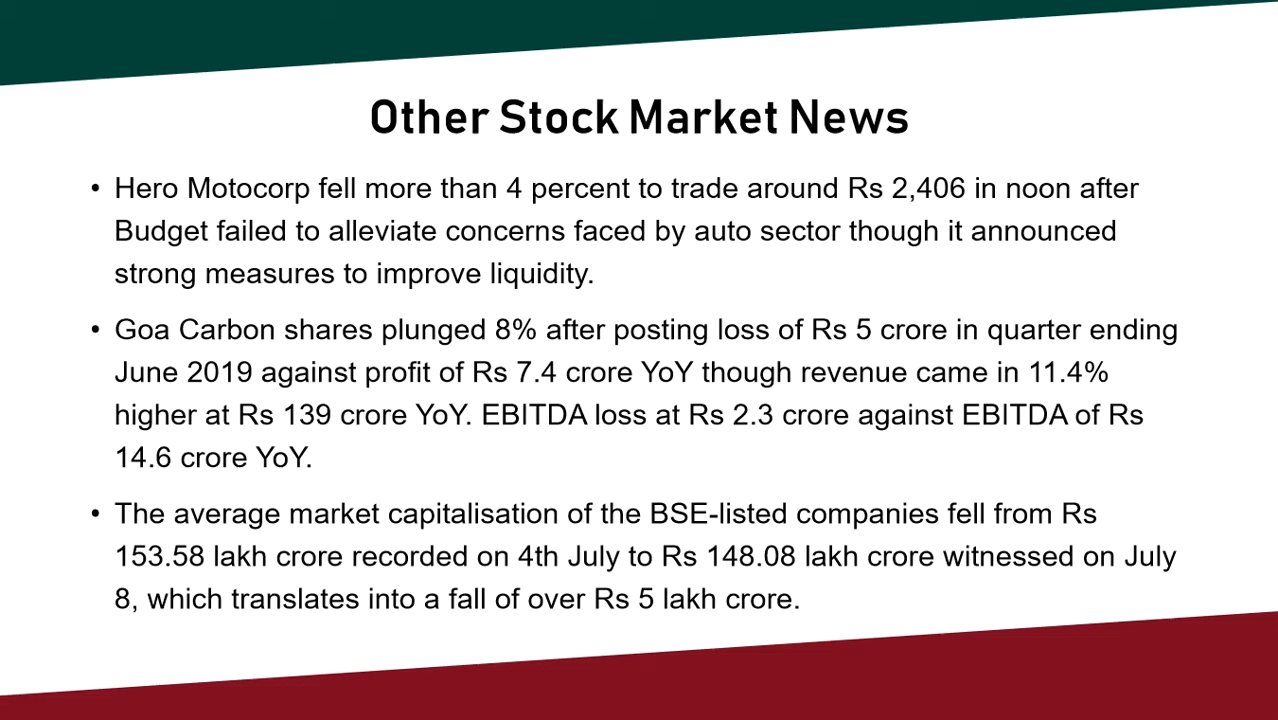 Other Stock Market News
• Hero Motocorp fell more than 4 percent to trade around Rs 2,406 in noon after
Budget failed to alleviate concerns faced by auto sector though it announced
strong measures to improve liquidity.
• Goa Carbon shares plunged 8% after posting loss of Rs 5 crore in quarter ending
June 2019 against profit of Rs 7.4 crore YoY though revenue came in 11.4%
higher at Rs 139 crore YoY. EBITDA loss at Rs 2.3 crore against EBITDA of Rs
14.6 crore YoY.
• The average market capitalisation of the BSE-listed companies fell from Rs
153.58 lakh crore recorded on 4th July to Rs 148.08 lakh crore witnessed on July
8, which translates into a fall of over Rs 5 lakh crore.